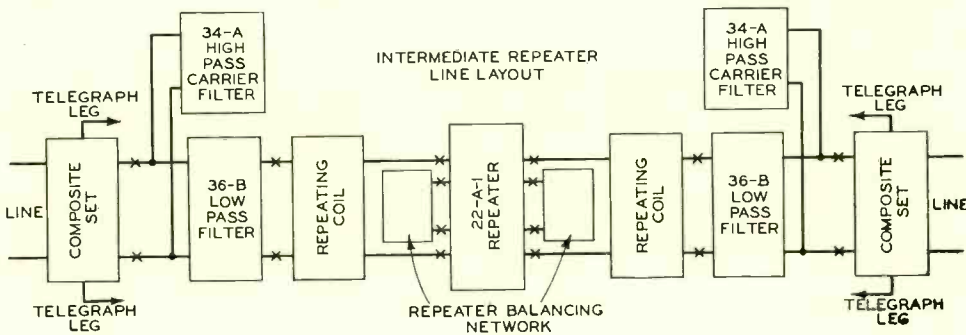 34-A
HIGH
PASS
CARRIER
FILTER
INTERMEDIATE REPEATER
LINE LAYOUT
34-A
HIGH
PASS
CARRIER
FILTER
TELEGRAPH
LEG
TELEGRAPH
LEG
LINE
COMPOSITE
SET
36-B
LOW
PASS
FILTER
REPEATING
COIL
22-A-1
REPEATER
REPEATING
COIL
36-B
LOW
PASS
FILTER
COMPOSITE
SET
LINE
TELEGRAPH
LEG
REPEATER BALANCING
NETWORK
TELEGRAPH
LEG